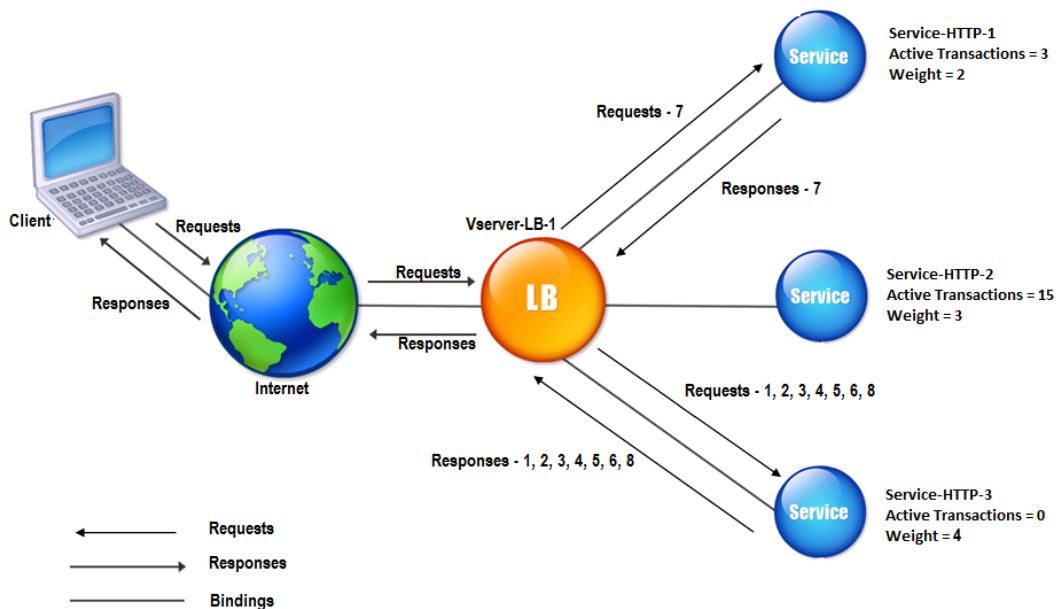 Service-HTTP-1
Active Transactions = 3
Weight = 2
Service
Requests - 7
Responses - 7
Client
Requests
Responses
Internet
Requests
Responses
Vserver-LB-1
LB
Service
Service-HTTP-2
Active Transactions = 15
Weight = 3
Requests - 1, 2, 3, 4, 5, 6, 8
Responses - 1, 2, 3, 4, 5, 6, 8
Service
Service-HTTP-3
Active Transactions = 0
Weight = 4
Requests
Responses
Bindings